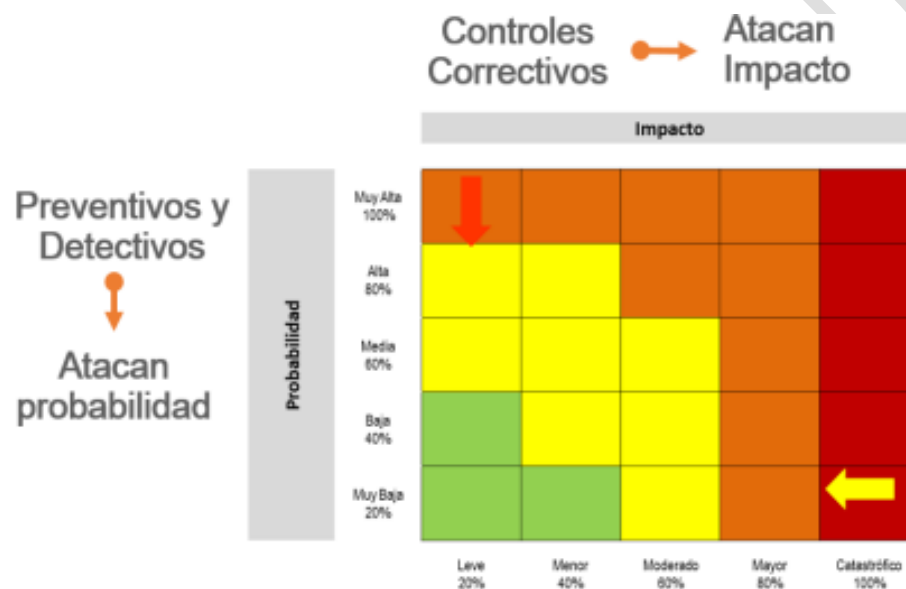 Controles
Correctivos
Atacan
Impacto
Impacto
Preventivos y
Detectivos
Atacan
probabilidad
Probabilidad
Muy Alta
100%
Alta
80%
Media
60%
Baja
40%
Muy Baja
20%
Leve
20%
Menor
40%
Moderado
60%
Mayor
80%
Catastrófico
100%